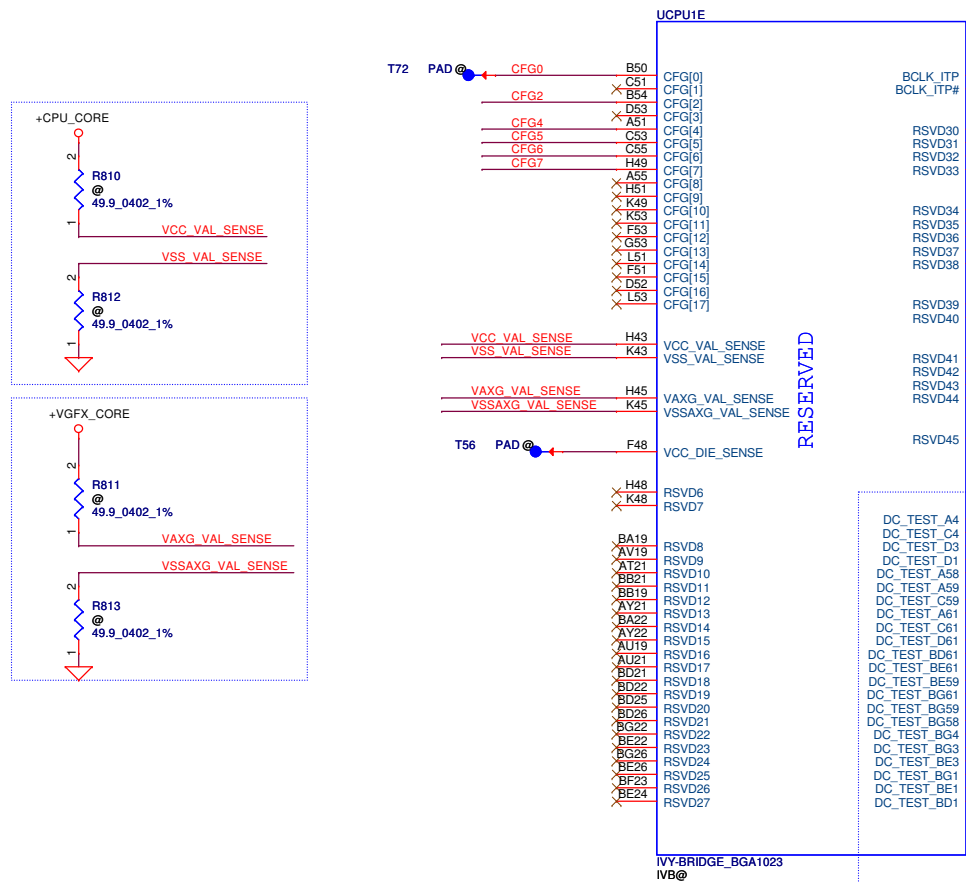 UCPU1E
T72 PAD @ CFG0 B50 CFG[0] BCLK_ITP
C51 CFG[1] BCLK_ITP#
CFG2 B54 CFG[2]
D53 CFG[3]
CFG4 A51 CFG[4] RSVD30
CFG5 C53 CFG[5] RSVD31
CFG6 C55 CFG[6] RSVD32
CFG7 H49 CFG[7] RSVD33
A55 CFG[8]
H51 CFG[9]
K49 CFG[10] RSVD34
K53 CFG[11] RSVD35
F53 CFG[12] RSVD36
G53 CFG[13] RSVD37
L51 CFG[14] RSVD38
F51 CFG[15]
D52 CFG[16]
L53 CFG[17] RSVD39
RSVD40
VCC_VAL_SENSE H43 VCC_VAL_SENSE
VSS_VAL_SENSE K43 VSS_VAL_SENSE RSVD41
RSVD42
RSVD43
VAXG_VAL_SENSE H45 VAXG_VAL_SENSE RSVD44
VSSAXG_VAL_SENSE K45 VSSAXG_VAL_SENSE
RESERVED
RSVD45
T56 PAD @ F48 VCC_DIE_SENSE
H48 RSVD6
K48 RSVD7
BA19 RSVD8
AV19 RSVD9
AT21 RSVD10
BB21 RSVD11
BB19 RSVD12
AY21 RSVD13
BA22 RSVD14
AY22 RSVD15
AU19 RSVD16
AU21 RSVD17
BD21 RSVD18
BD22 RSVD19
BD25 RSVD20
BD26 RSVD21
BG22 RSVD22
BE22 RSVD23
BG26 RSVD24
BE26 RSVD25
BF23 RSVD26
BE24 RSVD27
DC_TEST_A4
DC_TEST_C4
DC_TEST_D3
DC_TEST_D1
DC_TEST_A58
DC_TEST_A59
DC_TEST_C59
DC_TEST_A61
DC_TEST_C61
DC_TEST_D61
DC_TEST_BD61
DC_TEST_BE61
DC_TEST_BE59
DC_TEST_BG61
DC_TEST_BG59
DC_TEST_BG58
DC_TEST_BG4
DC_TEST_BG3
DC_TEST_BE3
DC_TEST_BG1
DC_TEST_BE1
DC_TEST_BD1
IVY-BRIDGE_BGA1023
IVB@
+CPU_CORE
2
R810
@
49.9_0402_1%
1
VCC_VAL_SENSE
VSS_VAL_SENSE
2
R812
@
49.9_0402_1%
1
+VGFX_CORE
2
R811
@
49.9_0402_1%
1
VAXG_VAL_SENSE
VSSAXG_VAL_SENSE
2
R813
@
49.9_0402_1%
1